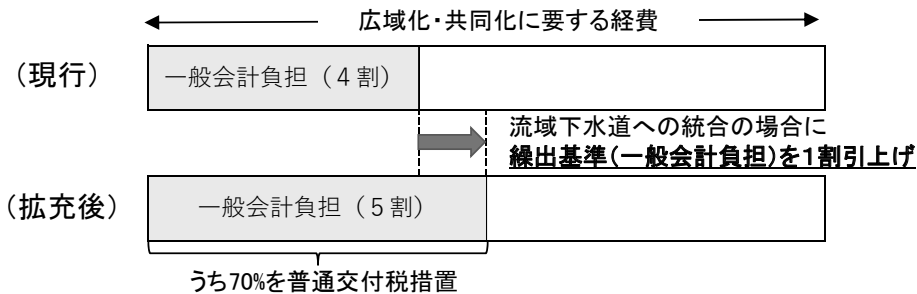 広域化・共同化に要する経費
（現行）
一般会計負担（４割）
流域下水道への統合の場合に
繰出基準（一般会計負担）を１割引上げ
（拡充後）
一般会計負担（５割）
うち70%を普通交付税措置